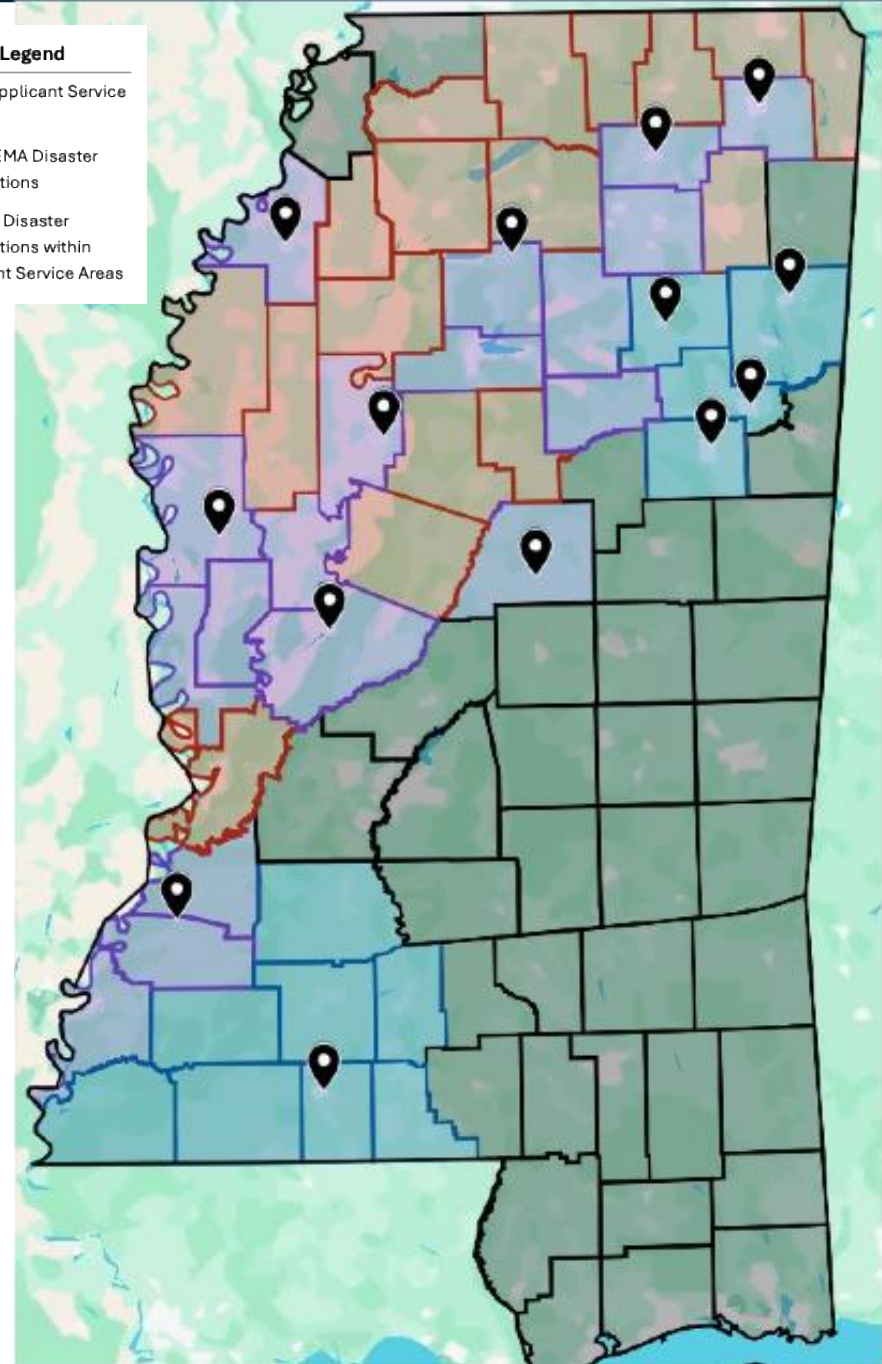 Legend
pplicant Service
EMA Disaster
tions
Disaster
tions within
nt Service Areas